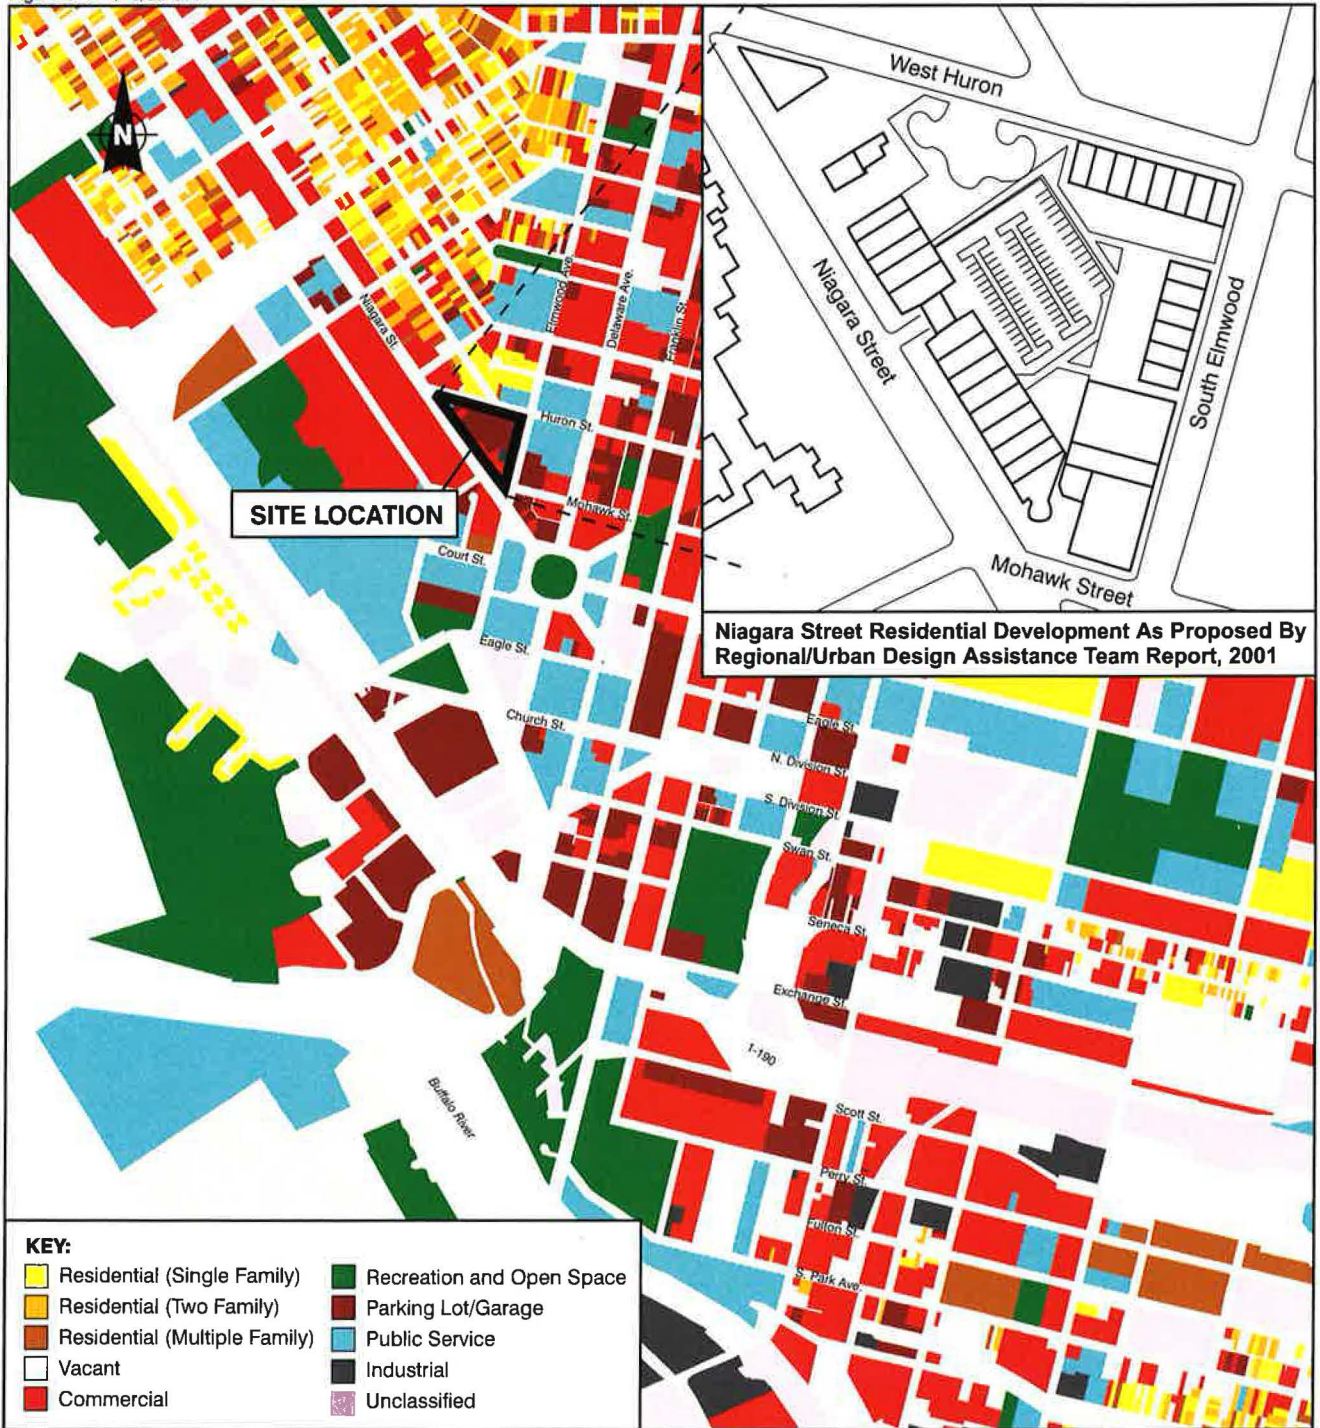 N
West Huron
Niagara Street
South Elmwood
Mohawk Street
Niagara Street Residential Development As Proposed By
Regional/Urban Design Assistance Team Report, 2001
Niagara St.
Elmwood Ave.
Delaware Ave.
Franklin St.
Huron St.
SITE LOCATION
Mohawk St.
Court St.
Eagle St.
Church St.
Eagle St.
N. Division St.
S. Division St.
Swan St.
Seneca St.
Exchange St.
1-190
Buffalo River
Scott St.
Perry St.
Fulton St.
S. Park Ave.
KEY:
Residential (Single Family)
Residential (Two Family)
Residential (Multiple Family)
Vacant
Commercial
Recreation and Open Space
Parking Lot/Garage
Public Service
Industrial
Unclassified